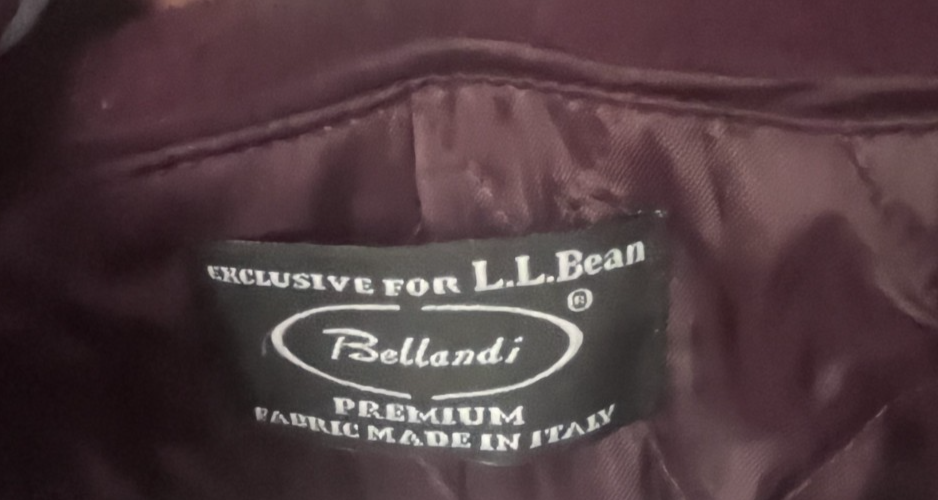 EXCLUSIVE FOR L.L.Bean
®
Bellandi
PREMIUM
FABRIC MADE IN ITALY